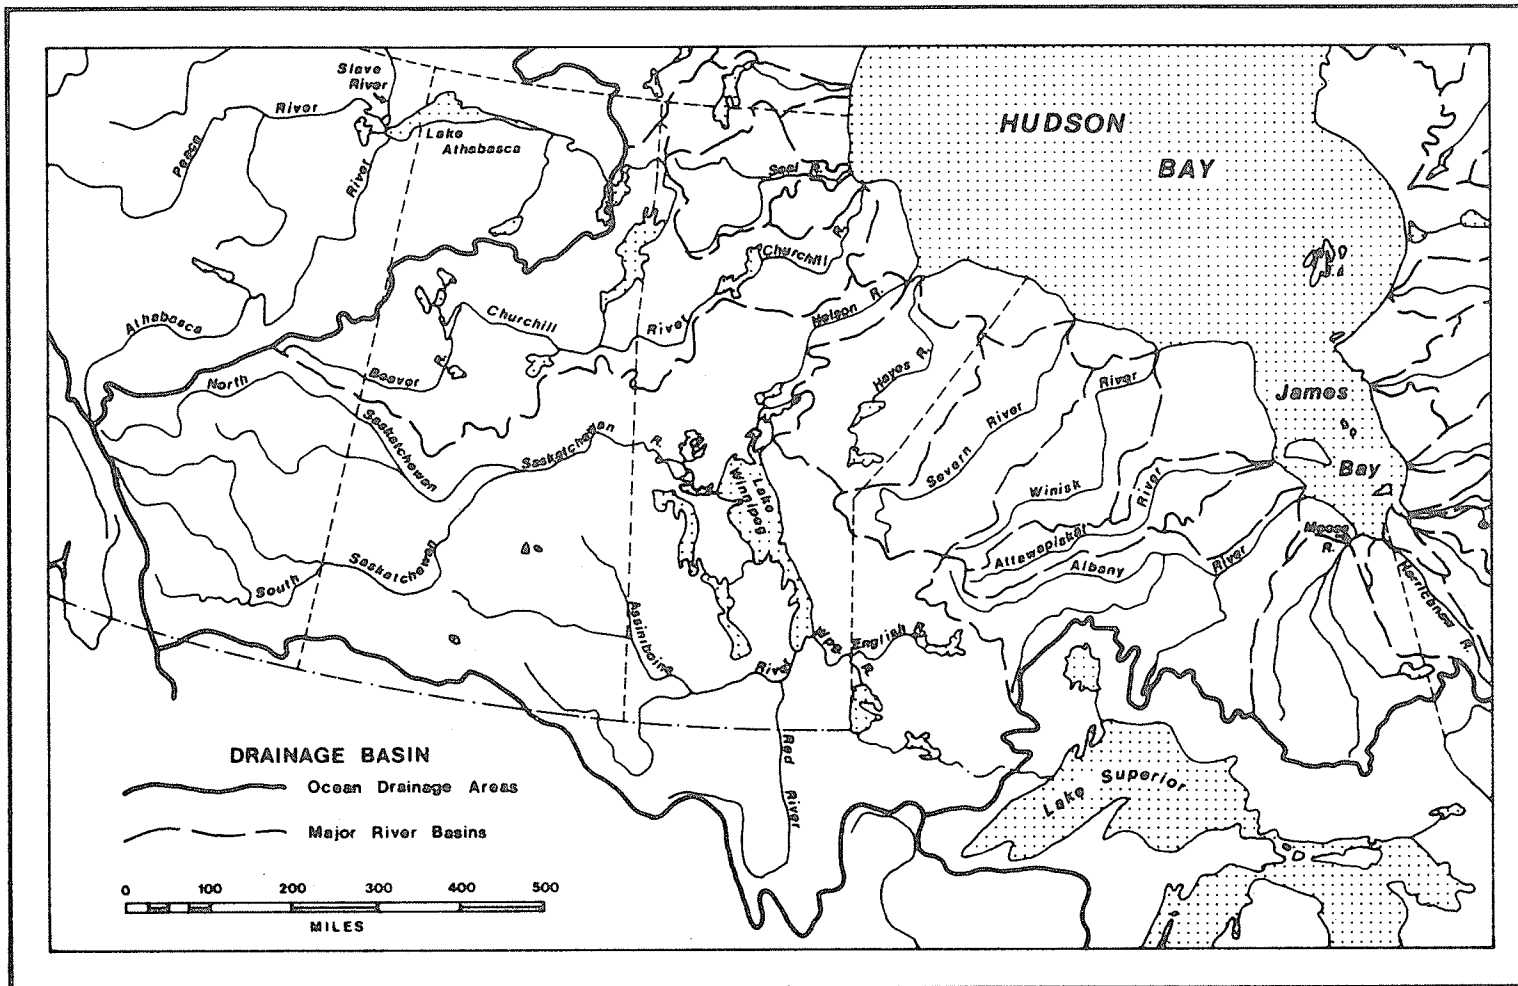 Slave
River
River
Peace
Lake
Athabasca
River
HUDSON
BAY
Seal R.
Churchill
R.
Athabasca
Churchill
River
Nelson R.
Beaver
R.
Hayes R.
North
Saskatchewan
Saskatchewan
R.
Severn River
River
Winisk
James
Bay
Lake
Winnipeg
River
Attawapiskat
Albany
River
Moose
R.
Harricanaw R.
South
Saskatchewan
Assiniboine
River
Wpg
R.
English R.
Red
River
Lake Superior
DRAINAGE BASIN
Ocean Drainage Areas
Major River Basins
0 100 200 300 400 500
MILES